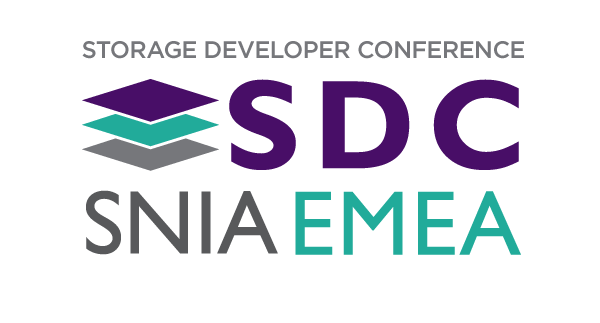 STORAGE DEVELOPER CONFERENCE
SDC
SNIA EMEA